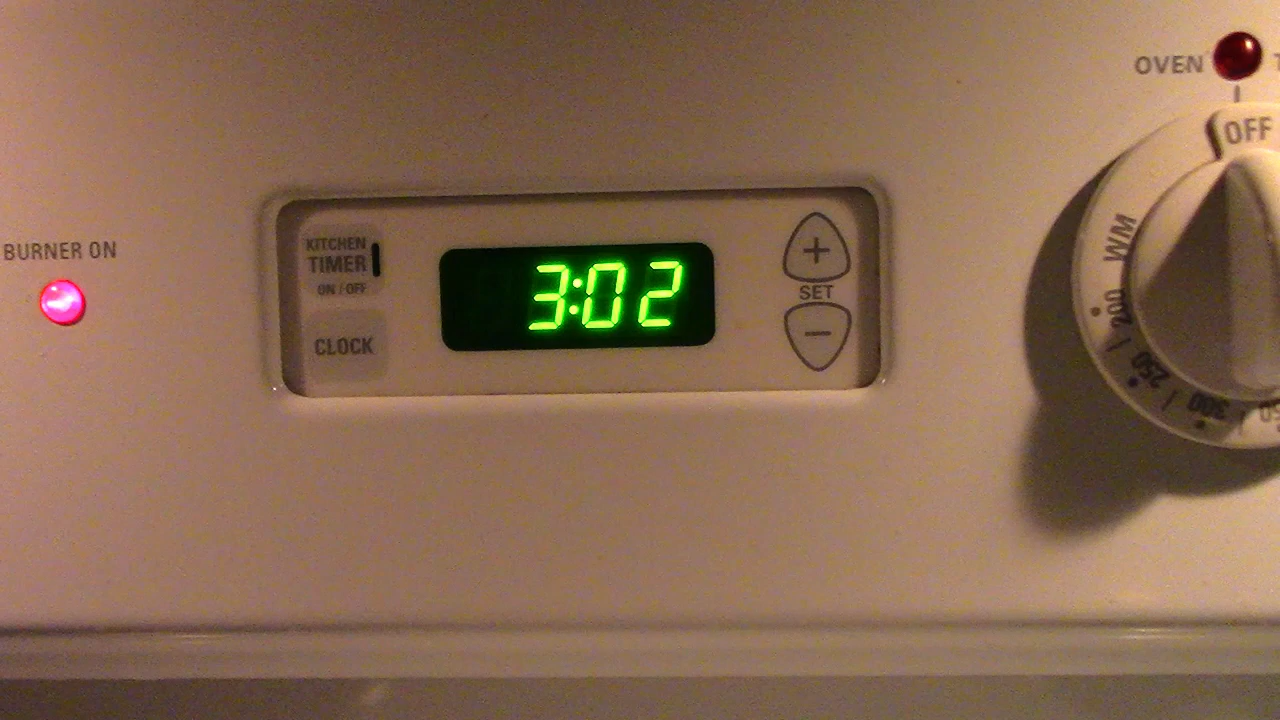 OVEN
OFF
BURNER ON
KITCHEN
TIMER
ON / OFF
CLOCK
3:02
+
SET
−
WM
200
250
300